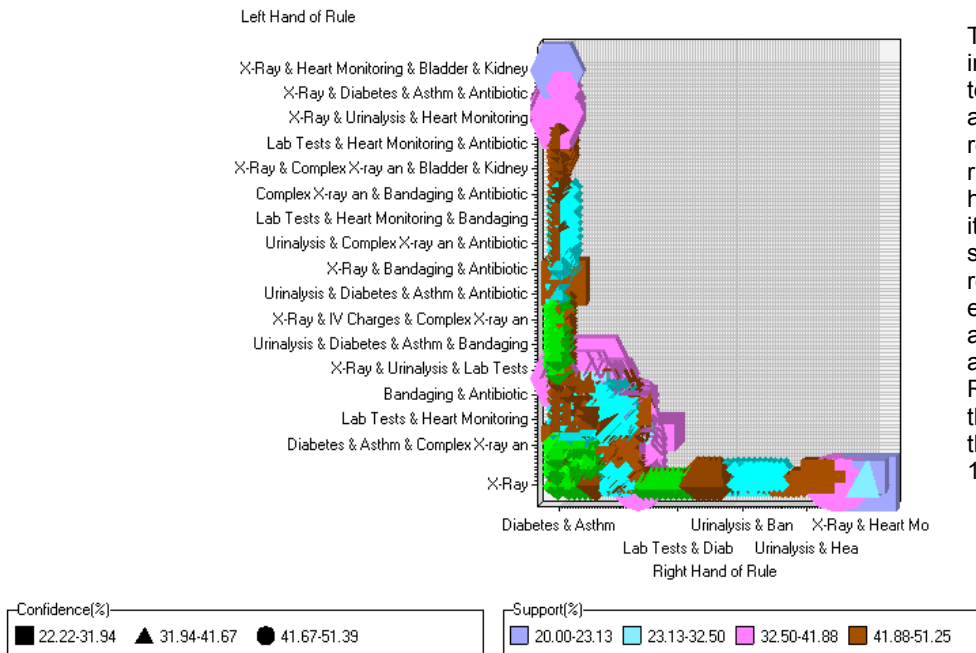 Left Hand of Rule
X-Ray & Heart Monitoring & Bladder & Kidney
X-Ray & Diabetes & Asthm & Antibiotic
X-Ray & Urinalysis & Heart Monitoring
Lab Tests & Heart Monitoring & Antibiotic
X-Ray & Complex X-ray an & Bladder & Kidney
Complex X-ray an & Bandaging & Antibiotic
Lab Tests & Heart Monitoring & Bandaging
Urinalysis & Complex X-ray an & Antibiotic
X-Ray & Bandaging & Antibiotic
Urinalysis & Diabetes & Asthm & Antibiotic
X-Ray & IV Charges & Complex X-ray an
Urinalysis & Diabetes & Asthm & Bandaging
X-Ray & Urinalysis & Lab Tests
Bandaging & Antibiotic
Lab Tests & Heart Monitoring
Diabetes & Asthm & Complex X-ray an
X-Ray
Diabetes & Asthm Urinalysis & Ban X-Ray & Heart Mo
Lab Tests & Diab Urinalysis & Hea
Right Hand of Rule
Confidence(%)
22.22-31.94 31.94-41.67 41.67-51.39
Support(%)
20.00-23.13 23.13-32.50 32.50-41.88 41.88-51.25